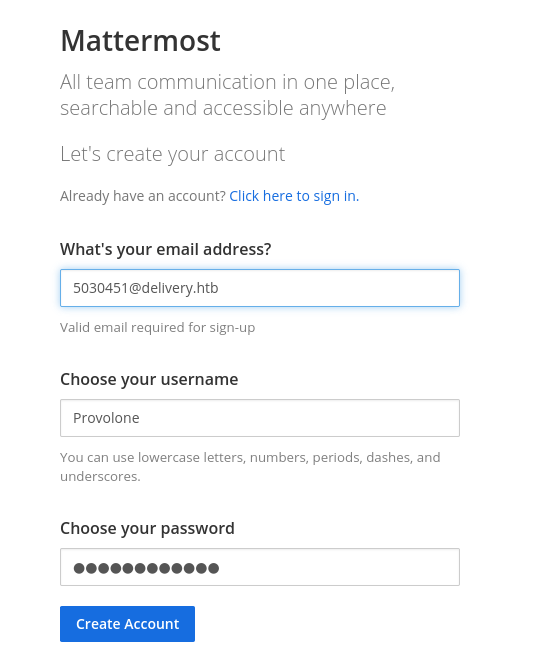 Mattermost
All team communication in one place,
searchable and accessible anywhere
Let's create your account
Already have an account? Click here to sign in.
What's your email address?
5030451@delivery.htb
Valid email required for sign-up
Choose your username
Provolone
You can use lowercase letters, numbers, periods, dashes, and
underscores.
Choose your password
●●●●●●●●●●●●
Create Account